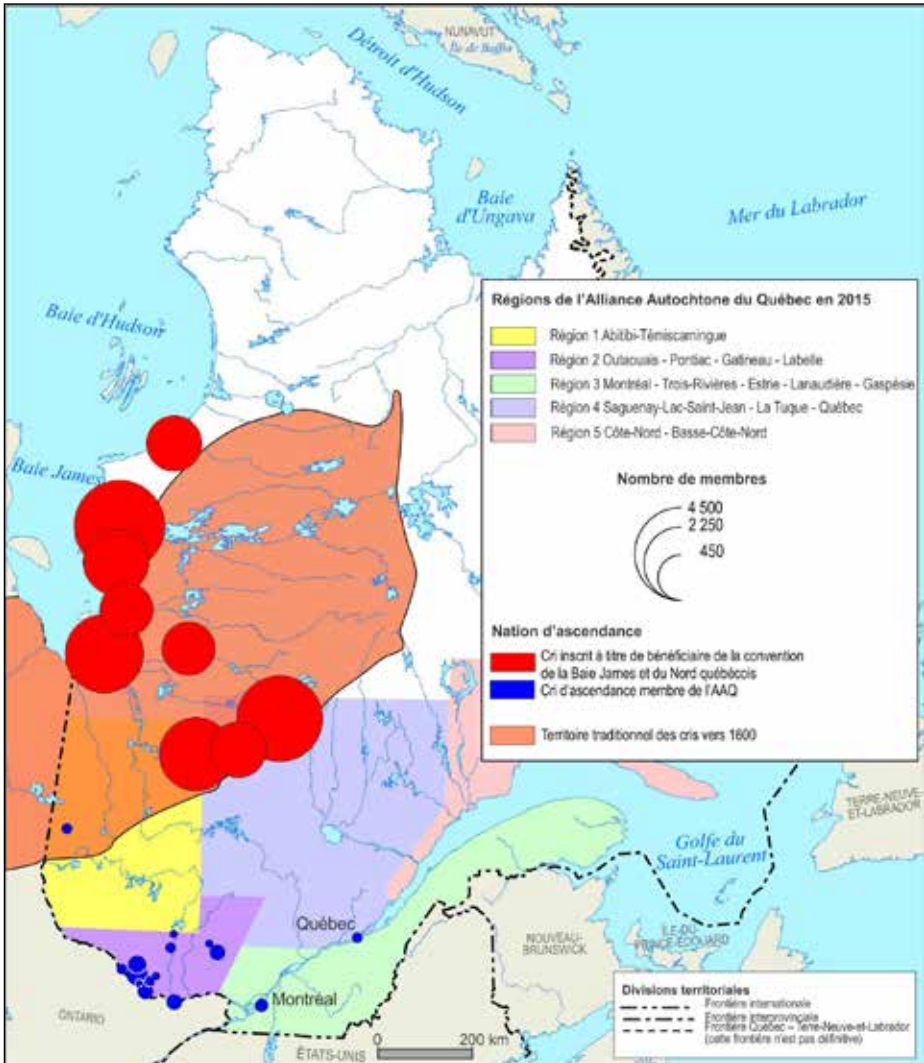 NUNAVUT
Île de Baffin
Détroit d'Hudson
Baie d'Ungava
Mer du Labrador
Baie d'Hudson
Baie James
Régions de l'Alliance Autochtone du Québec en 2015
Région 1 Abitibi-Témiscamingue
Région 2 Outaouais - Pontiac - Gatineau - Labelle
Région 3 Montréal - Trois-Rivières - Estrie - Lanaudière - Gaspésie
Région 4 Saguenay-Lac-Saint-Jean - La Tuque - Québec
Région 5 Côte-Nord - Basse-Côte-Nord
Nombre de membres
4 500
2 250
450
Nation d'ascendance
Cri inscrit à titre de bénéficiaire de la convention
de la Baie James et du Nord québécois
Cri d'ascendance membre de l'AAQ
Territoire traditionnel des cris vers 1600
TERRE-NEUVE-
ET-LABRADOR
Golfe du
Saint-Laurent
Québec
NOUVEAU-
BRUNSWICK
ÎLE-DU-
PRINCE-ÉDOUARD
Montréal
ONTARIO
ÉTATS-UNIS
200 km
Divisions territoriales
Frontière internationale
Frontière interprovinciale
Frontière Québec – Terre-Neuve-et-Labrador
(cette frontière n'est pas définitive)